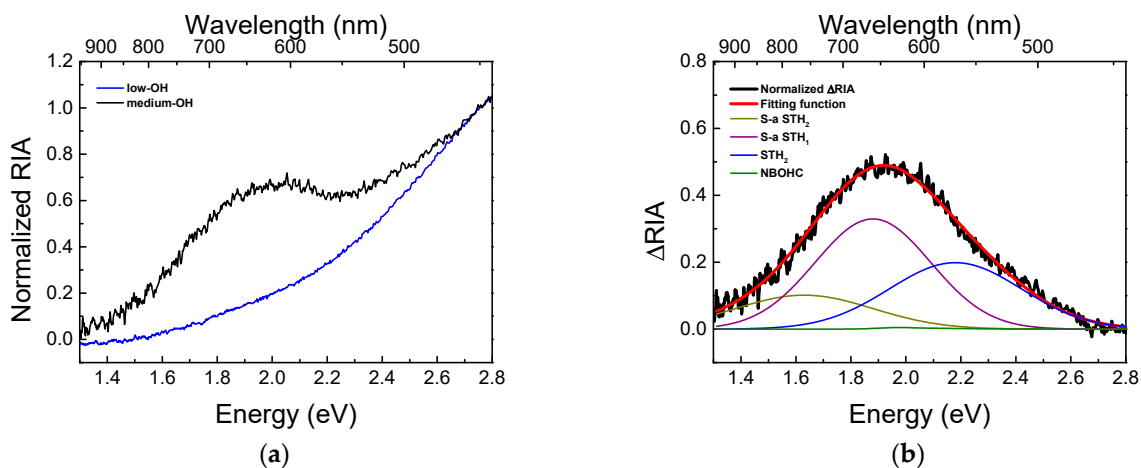 Wavelength (nm)
900 800 700 600 500
1.2
1.0
0.8
0.6
0.4
0.2
0.0
Normalized RIA
low-OH
medium-OH
1.4 1.6 1.8 2.0 2.2 2.4 2.6 2.8
Energy (eV)
(a)
Wavelength (nm)
900 800 700 600 500
0.8
0.6
0.4
0.2
0.0
ΔRIA
Normalized ΔRIA
Fitting function
S-a STH₂
S-a STH₁
STH₂
NBOHC
1.4 1.6 1.8 2.0 2.2 2.4 2.6 2.8
Energy (eV)
(b)